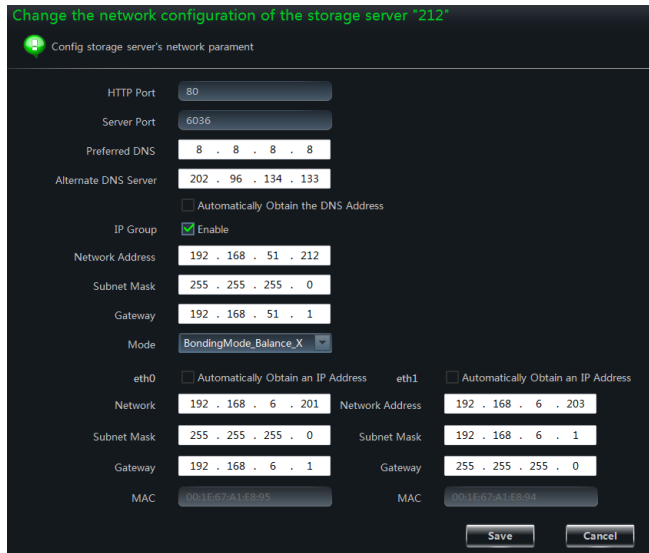 Change the network configuration of the storage server "212"
Config storage server's network parament
HTTP Port 80
Server Port 6036
Preferred DNS 8 . 8 . 8 . 8
Alternate DNS Server 202 . 96 . 134 . 133
Automatically Obtain the DNS Address
IP Group Enable
Network Address 192 . 168 . 51 . 212
Subnet Mask 255 . 255 . 255 . 0
Gateway 192 . 168 . 51 . 1
Mode BondingMode_Balance_X
eth0 Automatically Obtain an IP Address eth1 Automatically Obtain an IP Address
Network 192 . 168 . 6 . 201 Network Address 192 . 168 . 6 . 203
Subnet Mask 255 . 255 . 255 . 0 Subnet Mask 192 . 168 . 6 . 1
Gateway 192 . 168 . 6 . 1 Gateway 255 . 255 . 255 . 0
MAC 00:1E:67:A1:E8:95 MAC 00:1E:67:A1:E8:94
Save Cancel